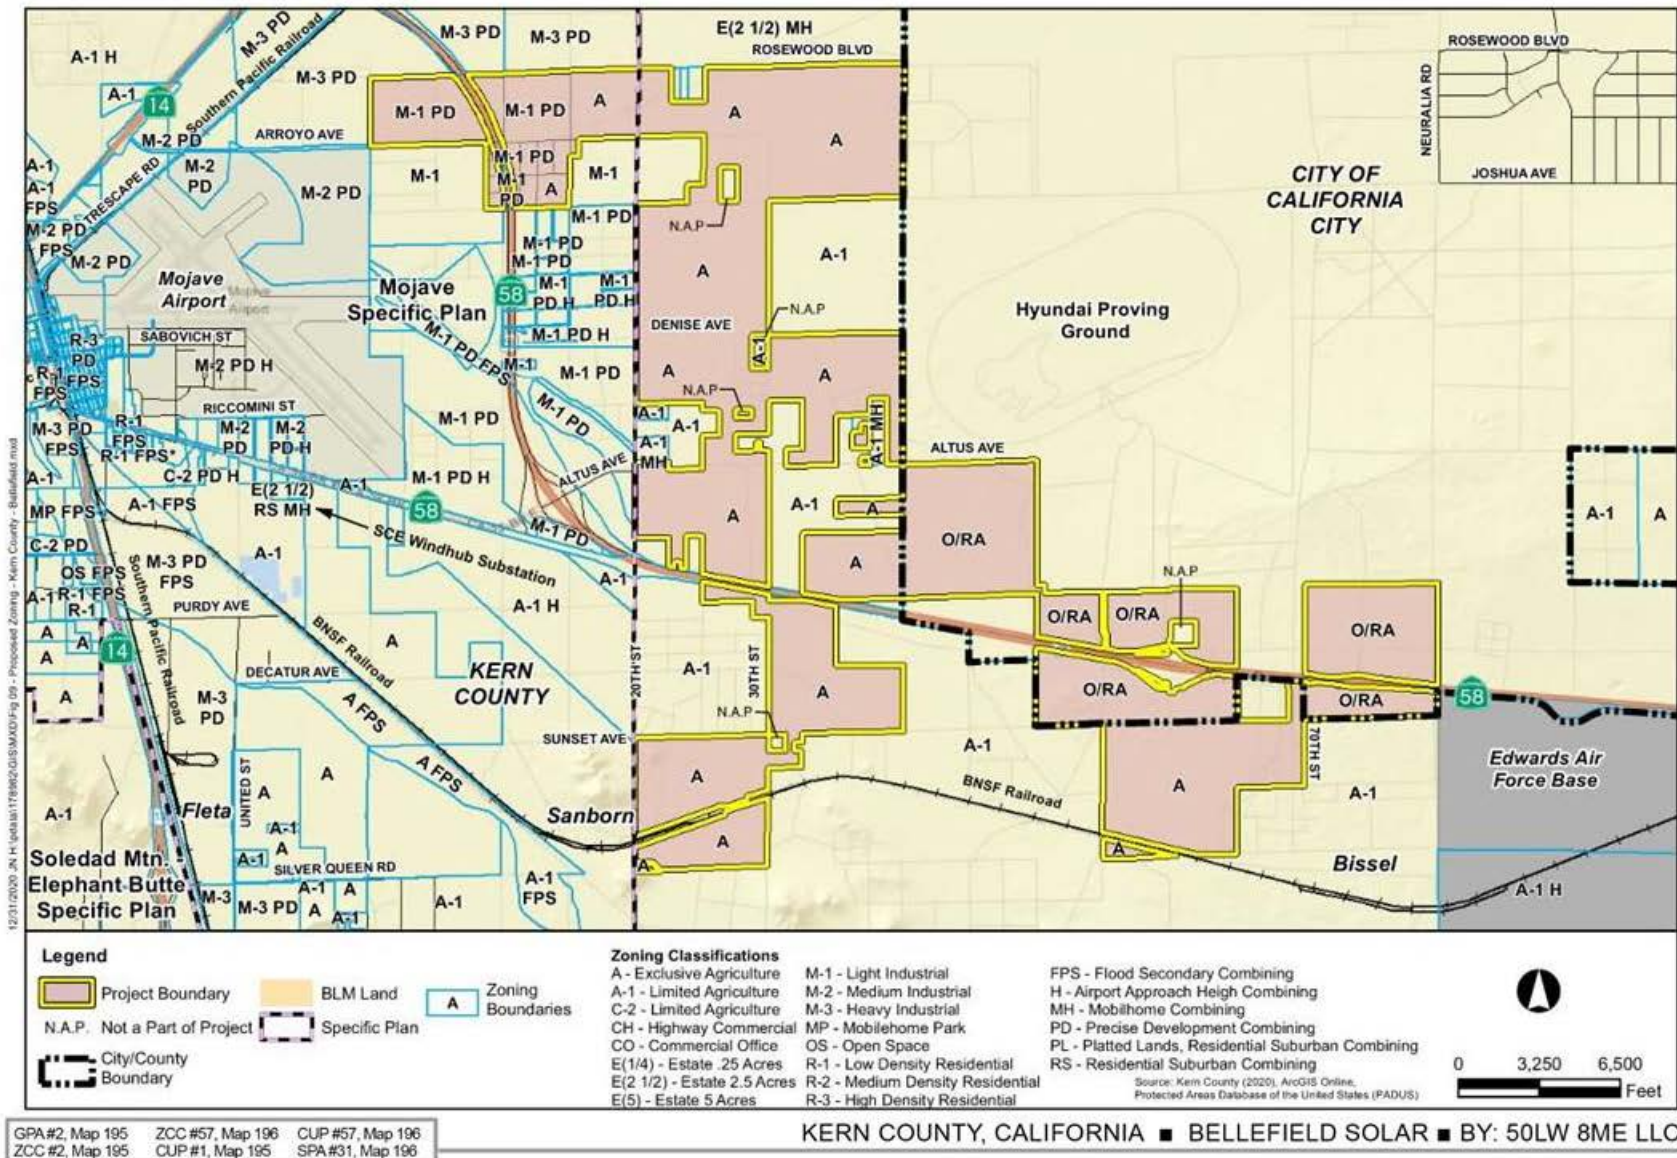 E(2 1/2) MH
ROSEWOOD BLVD
M-3 PD
M-3 PD
M-3 PD
Southern Pacific Railroad
A-1 H
M-3 PD
A-1
14
M-1 PD
M-1 PD
A
A
A
ROSEWOOD BLVD
NEURALIA RD
JOSHUA AVE
ARROYO AVE
M-2 PD
M-2
PD
M-2 PD
A-1
A-1
FPS
M-2 PD
FPS
M-2 PD
M-1
M-1 PD
M-1
PD
A
M-1
M-1 PD
M-1 PD
M-1 PD
N.A.P
CITY OF
CALIFORNIA
CITY
Mojave
Airport
Mojave
Airport
Mojave
Specific Plan
58
M-1
PD H
M-1
PD H
M-1 PD H
A
A-1
N.A.P
Hyundai Proving
Ground
DENISE AVE
SABOVICH ST
R-3
PD
FPS
R-1
FPS
M-2 PD H
M-1 PD FPS
M-1
M-1 PD
A-1
A
A
N.A.P
RICCOMINI ST
M-3 PD
FPS
R-1
FPS
R-1 FPS*
M-2
PD
M-2
PD H
M-1 PD
M-1 PD
A-1
A-1
A-1
MH
A-1 MH
ALTUS AVE
ALTUS AVE
A-1
C-2 PD H
A-1
M-1 PD H
A-1
A
A
A-1
A
MP FPS
A-1 FPS
E(2 1/2)
RS MH
58
SCE Windhub Substation
M-1 PD
O/RA
C-2 PD
A-1
A
OS FPS
M-3 PD
FPS
A-1
N.A.P
A-1
R-1 FPS
R-1
PURDY AVE
A-1 H
O/RA
O/RA
O/RA
Southern Pacific Railroad
BNSF Railroad
A
A
A
14
A
DECATUR AVE
KERN
COUNTY
20TH ST
A-1
30TH ST
A
O/RA
O/RA
58
A
M-3
PD
A FPS
N.A.P
SUNSET AVE
A-1
70TH ST
Edwards Air
Force Base
A FPS
A
A
A
A-1
BNSF Railroad
A-1
Fleta
UNITED ST
Sanborn
A-1
A
A-1
A
A
A
Bissel
Soledad Mtn.
Elephant Butte
Specific Plan
SILVER QUEEN RD
M-3
M-3 PD
A-1
A
A
A-1
A-1
A-1
FPS
A-1 H
Legend
Project Boundary
N.A.P. Not a Part of Project
City/County
Boundary
BLM Land
Specific Plan
A
Zoning
Boundaries
Zoning Classifications
A - Exclusive Agriculture
A-1 - Limited Agriculture
C-2 - Limited Agriculture
CH - Highway Commercial
CO - Commercial Office
E(1/4) - Estate .25 Acres
E(2 1/2) - Estate 2.5 Acres
E(5) - Estate 5 Acres
M-1 - Light Industrial
M-2 - Medium Industrial
M-3 - Heavy Industrial
MP - Mobilehome Park
OS - Open Space
R-1 - Low Density Residential
R-2 - Medium Density Residential
R-3 - High Density Residential
FPS - Flood Secondary Combining
H - Airport Approach Heigh Combining
MH - Mobilhome Combining
PD - Precise Development Combining
PL - Platted Lands, Residential Suburban Combining
RS - Residential Suburban Combining
Source: Kern County (2020), ArcGIS Online,
Protected Areas Database of the United States (PADUS)
0 3,250 6,500
Feet
GPA #2, Map 195 ZCC #57, Map 196 CUP #57, Map 196
ZCC #2, Map 195 CUP #1, Map 195 SPA #31, Map 196
KERN COUNTY, CALIFORNIA ■ BELLEFIELD SOLAR ■ BY: 50LW 8ME LLC